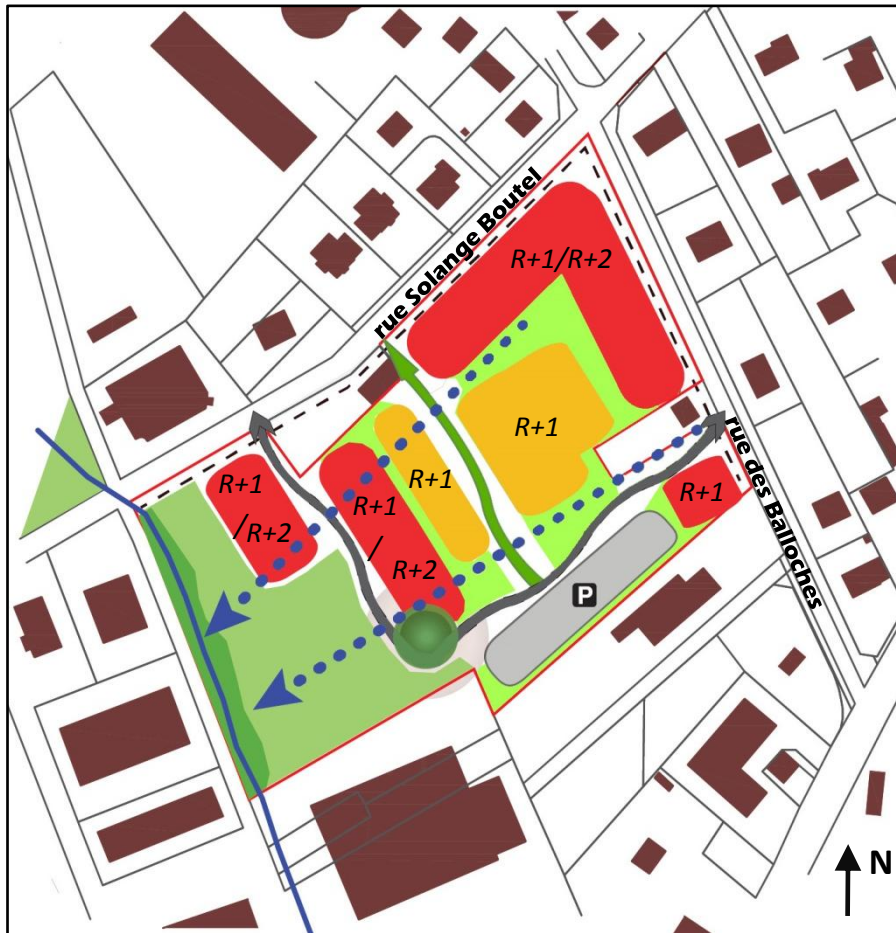 rue Solange Boutel
R+1/R+2
R+1
R+1
rue des Balloches
R+1
/R+2
R+1
/
R+2
R+1
P
N